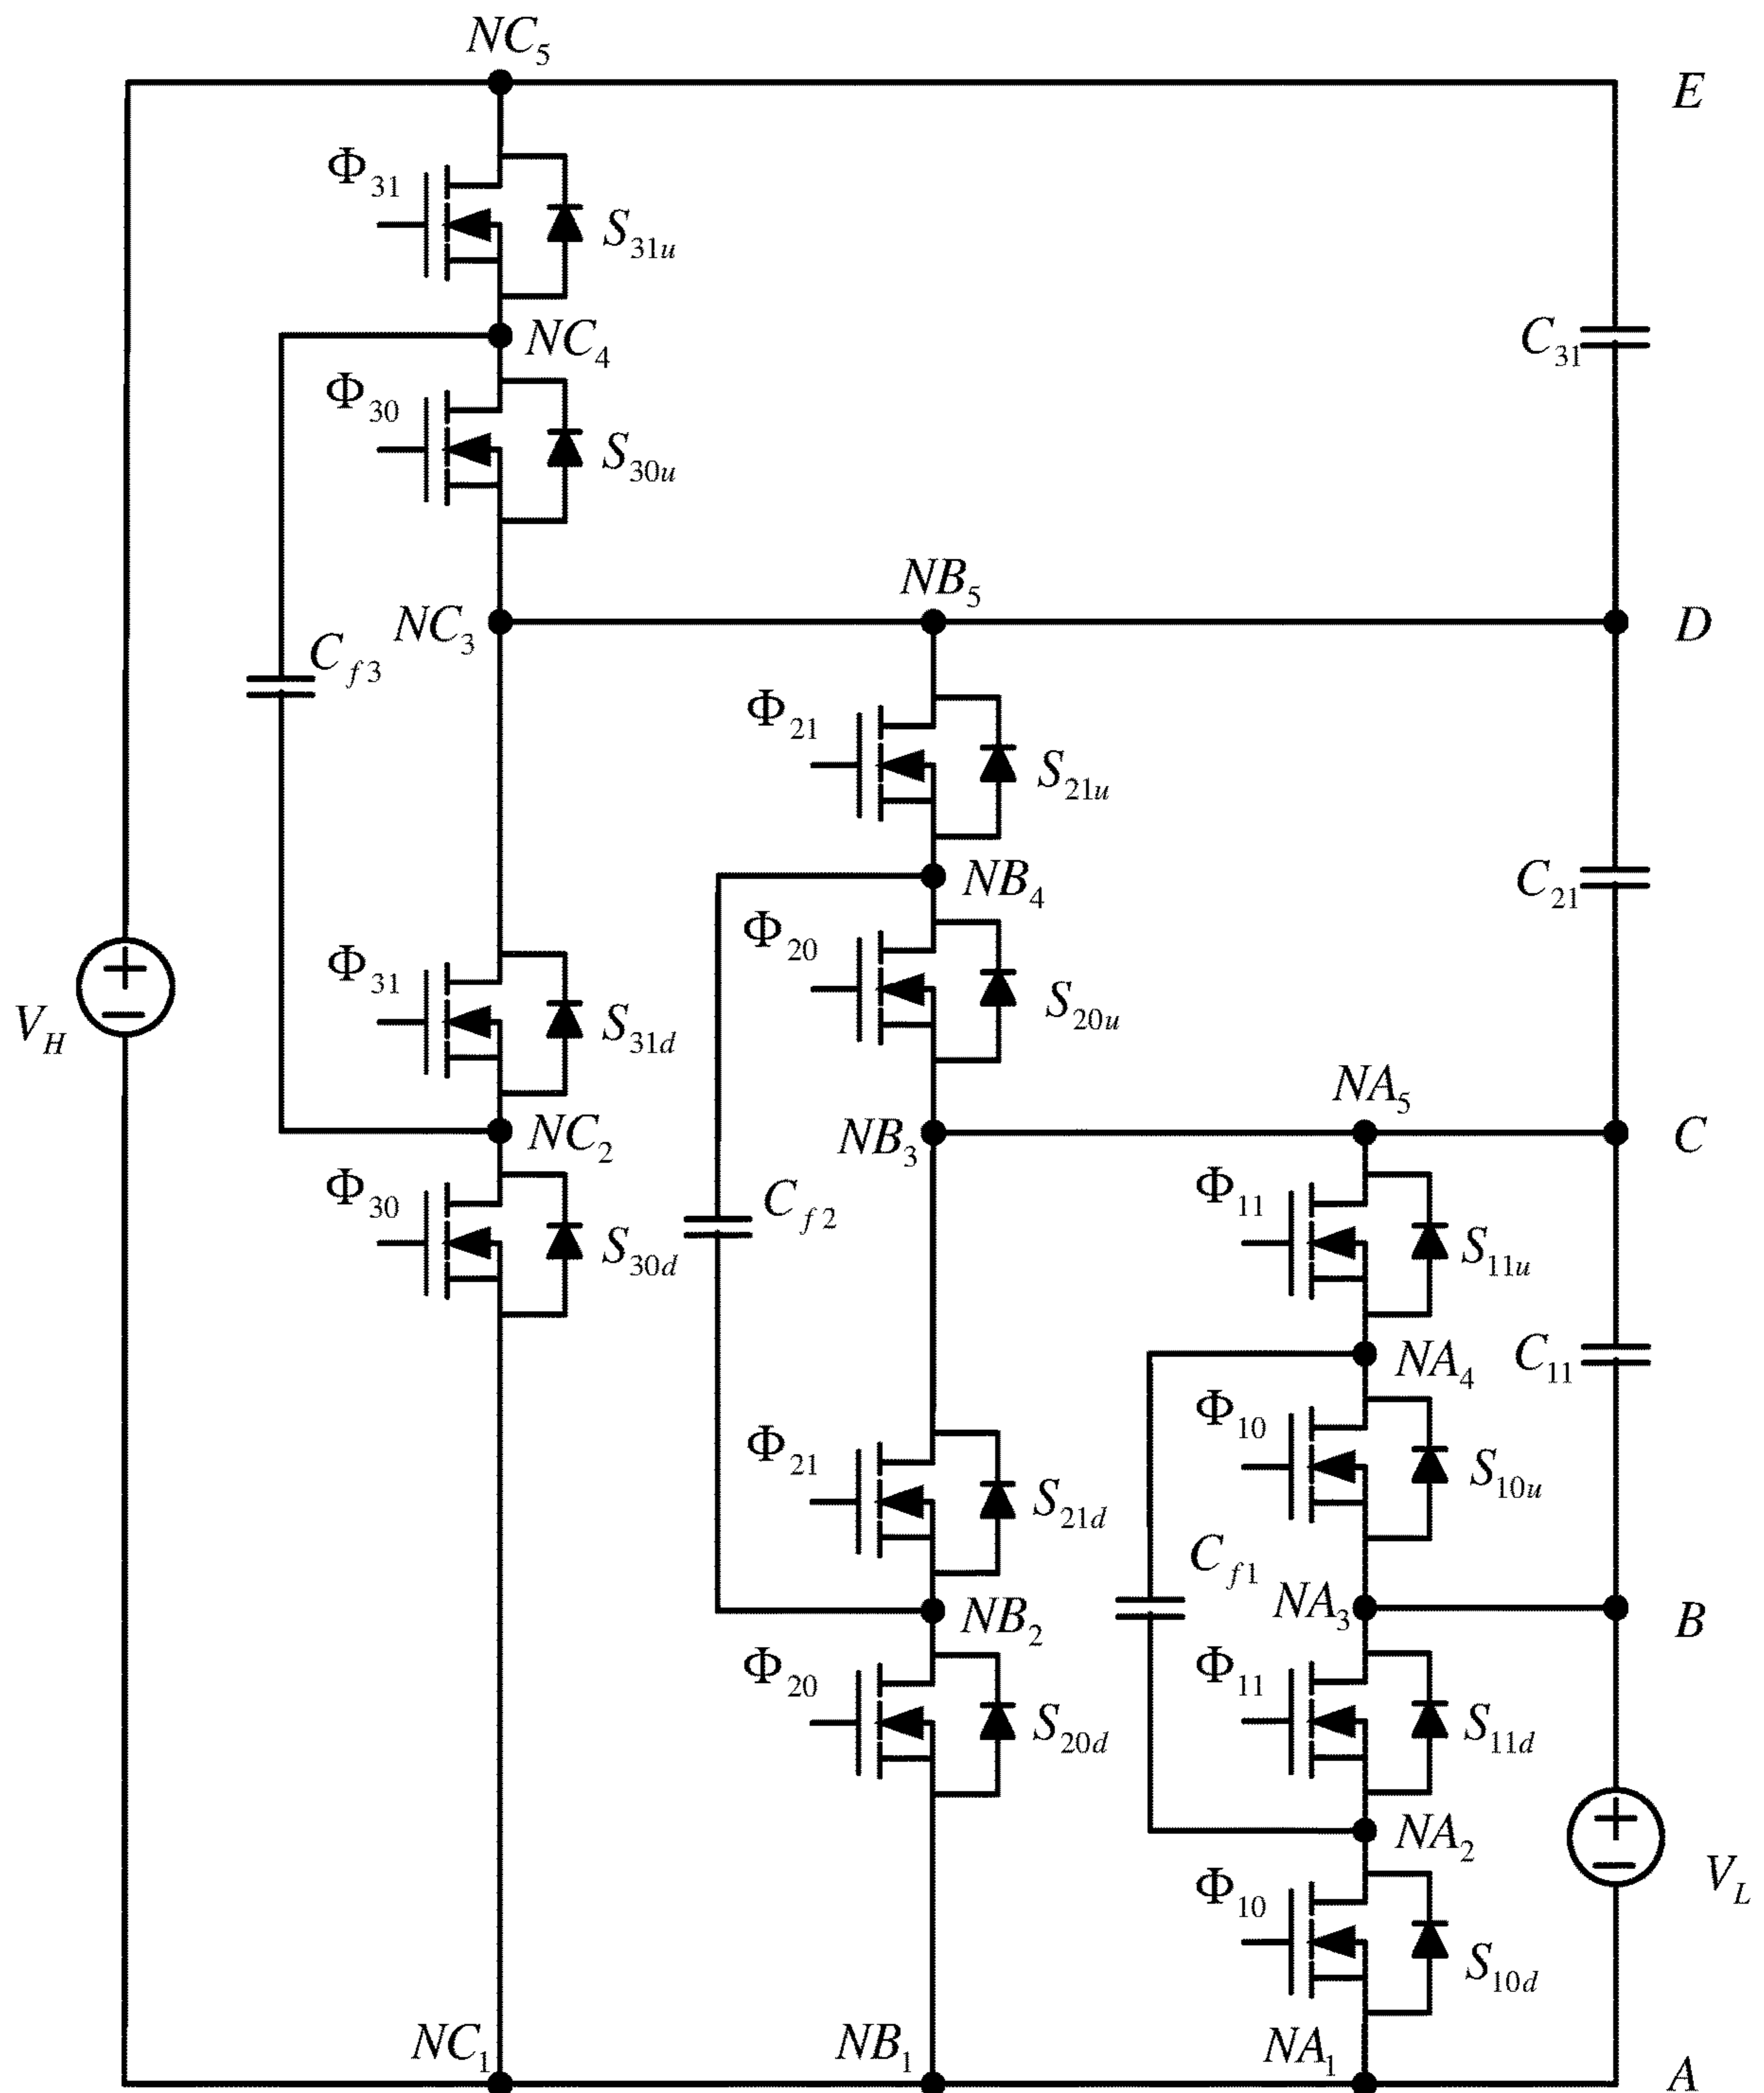 NC5
E
Φ31
S31u
NC4
C31
Φ30
S30u
NB5
NC3
D
Cf3
Φ21
S21u
NB4
C21
Φ20
Φ31
S20u
VH
S31d
NA5
NC2
NB3
C
Φ30
Φ11
Cf2
S30d
S11u
NA4
C11
Φ10
Φ21
S10u
S21d
Cf1
NA3
B
NB2
Φ20
Φ11
S20d
S11d
NA2
VL
Φ10
S10d
NC1
NB1
NA1
A